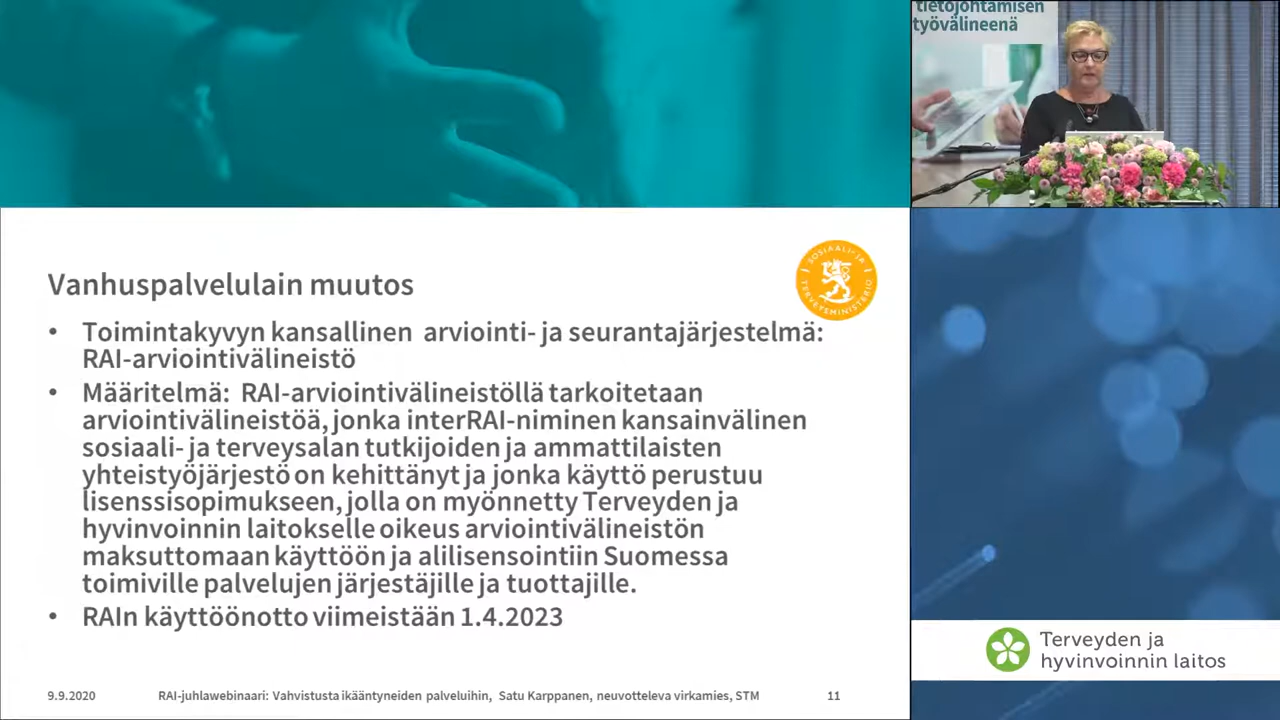 tietojohtamisen
työvälineenä
SOSIAALI- JA
TERVEYSMINISTERIÖ
Vanhuspalvelulain muutos
• Toimintakyvyn kansallinen arviointi- ja seurantajärjestelmä:
RAI-arviointivälineistö
• Määritelmä: RAI-arviointivälineistöllä tarkoitetaan
arviointivälineistöä, jonka interRAI-niminen kansainvälinen
sosiaali- ja terveysalan tutkijoiden ja ammattilaisten
yhteistyöjärjestö on kehittänyt ja jonka käyttö perustuu
lisenssisopimukseen, jolla on myönnetty Terveyden ja
hyvinvoinnin laitokselle oikeus arviointivälineistön
maksuttomaan käyttöön ja alilisensointiin Suomessa
toimiville palvelujen järjestäjille ja tuottajille.
• RAIn käyttöönotto viimeistään 1.4.2023
9.9.2020 RAI-juhlawebinaari: Vahvistusta ikääntyneiden palveluihin, Satu Karppanen, neuvotteleva virkamies, STM 11
Terveyden ja
hyvinvoinnin laitos